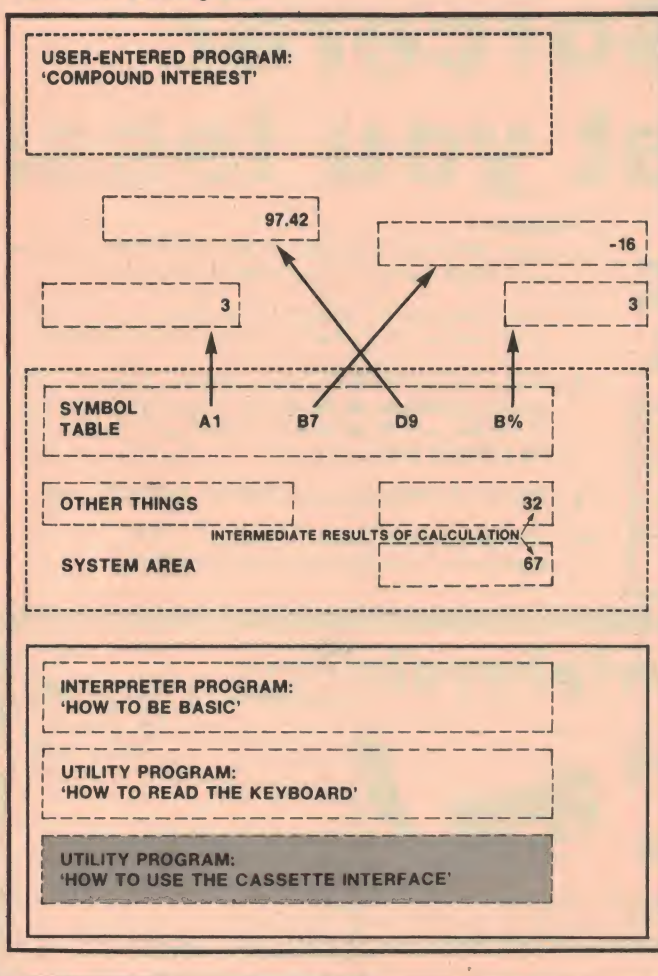 USER-ENTERED PROGRAM:
'COMPOUND INTEREST'
97.42
-16
3
3
SYMBOL
TABLE
A1
B7
D9
B%
OTHER THINGS
32
INTERMEDIATE RESULTS OF CALCULATION
SYSTEM AREA
67
INTERPRETER PROGRAM:
'HOW TO BE BASIC'
UTILITY PROGRAM:
'HOW TO READ THE KEYBOARD'
UTILITY PROGRAM:
'HOW TO USE THE CASSETTE INTERFACE'